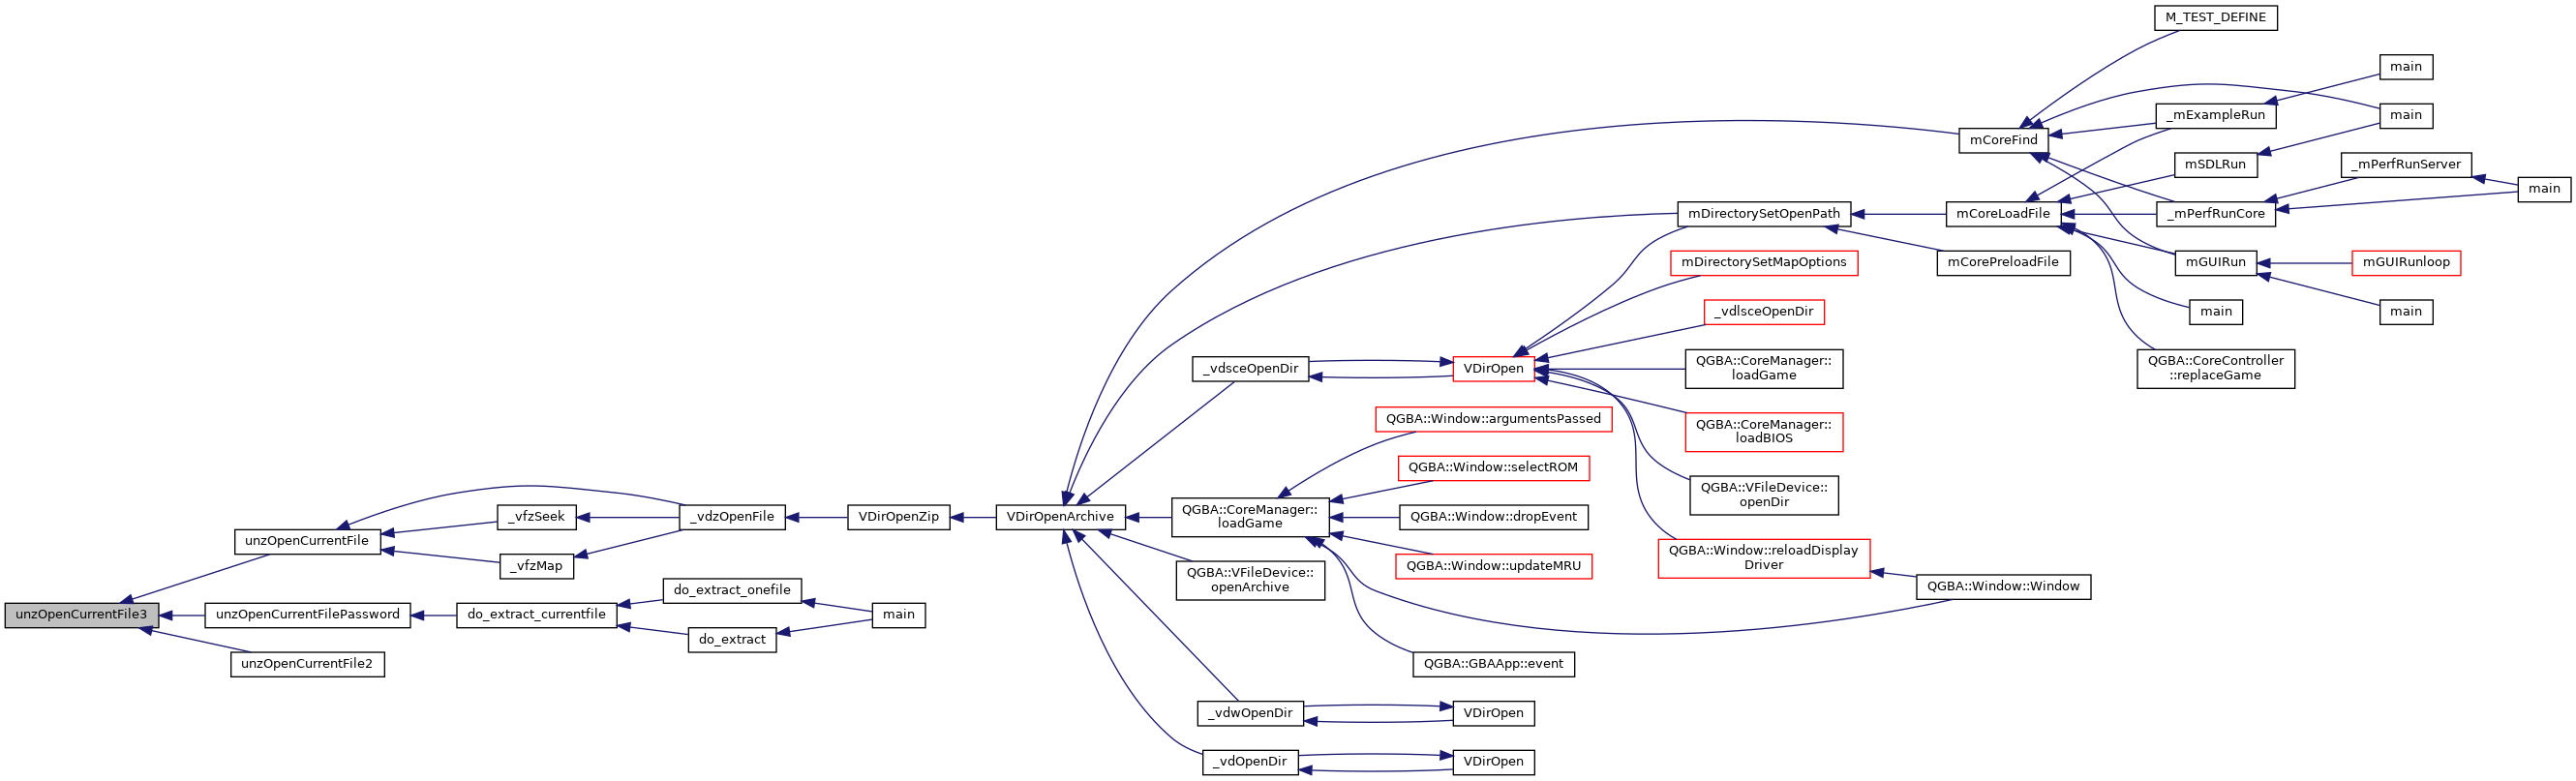 M_TEST_DEFINE
main
_mExampleRun
main
mCoreFind
mSDLRun
_mPerfRunServer
main
mDirectorySetOpenPath
mCoreLoadFile
_mPerfRunCore
mDirectorySetMapOptions
mCorePreloadFile
mGUIRun
mGUIRunloop
_vdlsceOpenDir
main
main
_vdsceOpenDir
VDirOpen
QGBA::CoreManager::
loadGame
QGBA::CoreController
::replaceGame
QGBA::Window::argumentsPassed
QGBA::CoreManager::
loadBIOS
QGBA::Window::selectROM
QGBA::VFileDevice::
openDir
unzOpenCurrentFile
_vfzSeek
_vdzOpenFile
VDirOpenZip
VDirOpenArchive
QGBA::CoreManager::
loadGame
QGBA::Window::dropEvent
_vfzMap
QGBA::VFileDevice::
openArchive
QGBA::Window::updateMRU
QGBA::Window::reloadDisplay
Driver
QGBA::Window::Window
unzOpenCurrentFile3
unzOpenCurrentFilePassword
do_extract_currentfile
do_extract_onefile
main
do_extract
unzOpenCurrentFile2
QGBA::GBAApp::event
_vdwOpenDir
VDirOpen
_vdOpenDir
VDirOpen